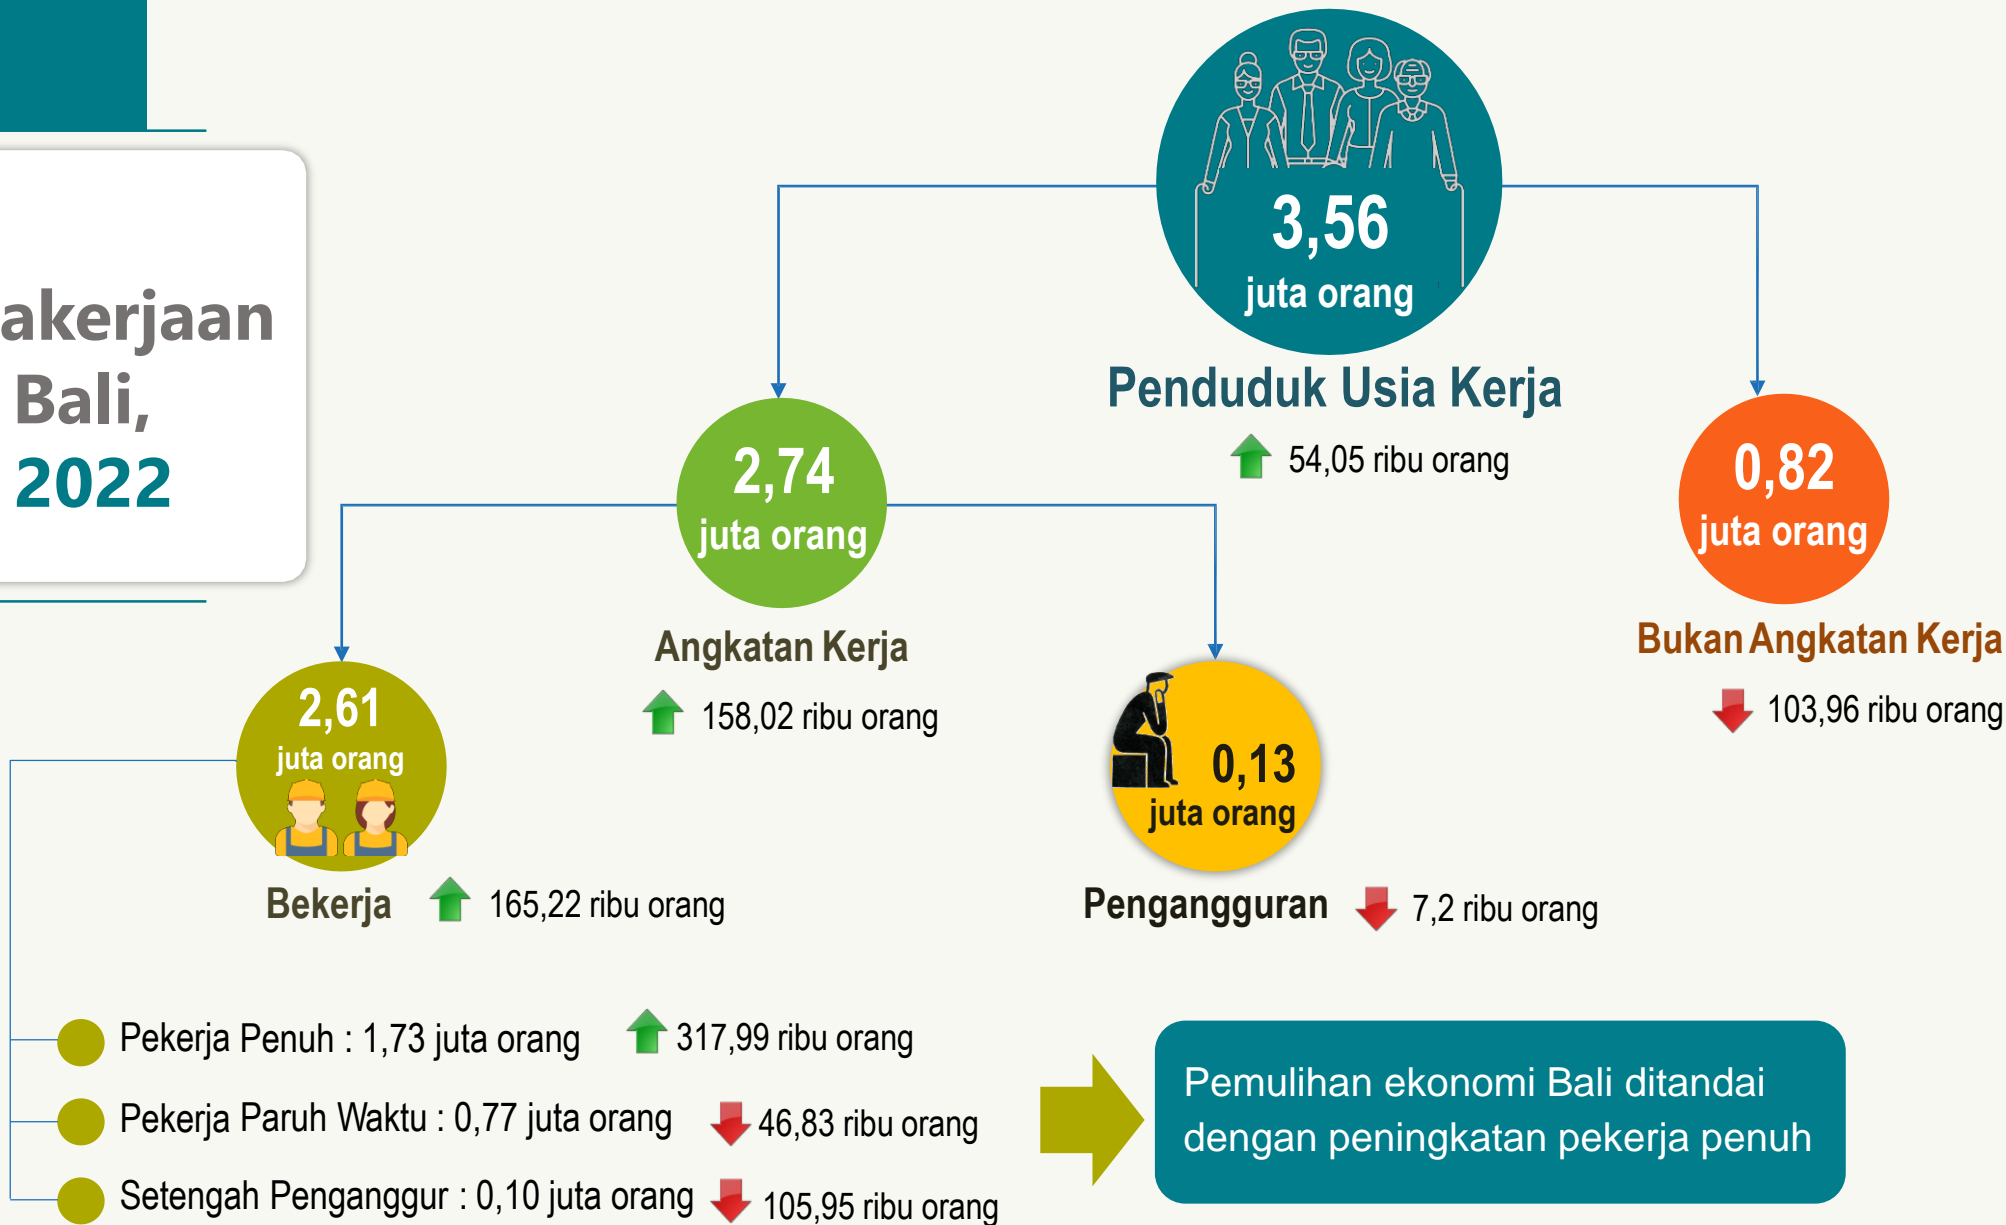 akerjaan
Bali,
2022
3,56
juta orang
Penduduk Usia Kerja
54,05 ribu orang
2,74
juta orang
Angkatan Kerja
158,02 ribu orang
0,82
juta orang
Bukan Angkatan Kerja
103,96 ribu orang
2,61
juta orang
Bekerja
165,22 ribu orang
0,13
juta orang
Pengangguran
7,2 ribu orang
Pekerja Penuh : 1,73 juta orang
317,99 ribu orang
Pekerja Paruh Waktu : 0,77 juta orang
46,83 ribu orang
Setengah Penganggur : 0,10 juta orang
105,95 ribu orang
Pemulihan ekonomi Bali ditandai
dengan peningkatan pekerja penuh